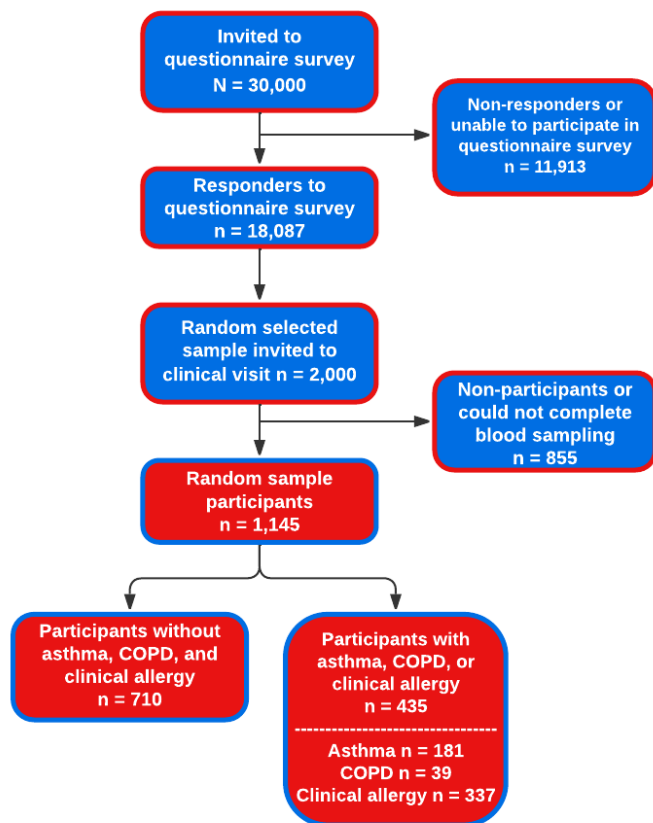 Invited to
questionnaire survey
N = 30,000
Non-responders or
unable to participate in
questionnaire survey
n = 11,913
Responders to
questionnaire survey
n = 18,087
Random selected
sample invited to
clinical visit n = 2,000
Non-participants or
could not complete
blood sampling
n = 855
Random sample
participants
n = 1,145
Participants without
asthma, COPD, and
clinical allergy
n = 710
Participants with
asthma, COPD, or
clinical allergy
n = 435
---------------------------------
Asthma n = 181
COPD n = 39
Clinical allergy n = 337